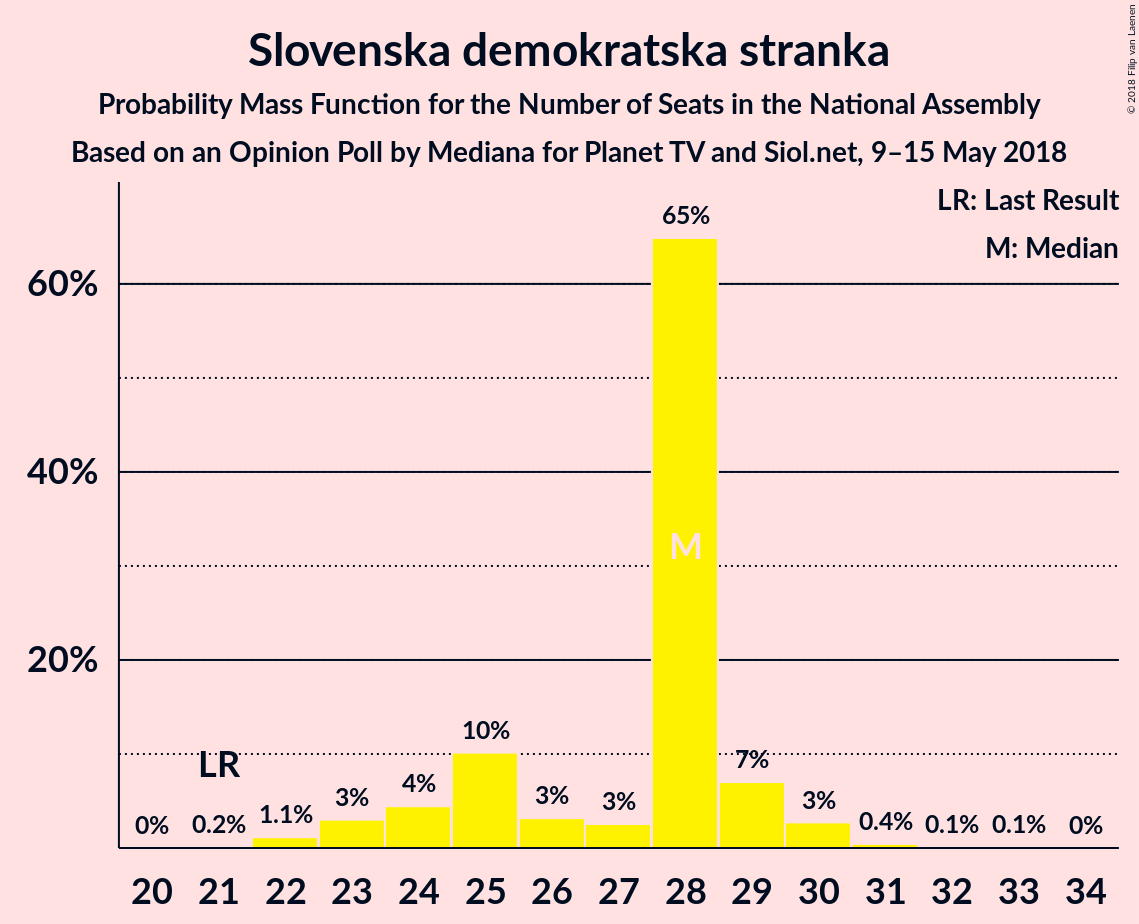 Slovenska demokratska stranka
Probability Mass Function for the Number of Seats in the National Assembly
Based on an Opinion Poll by Mediana for Planet TV and Siol.net, 9–15 May 2018
© 2018 Filip van Laenen
LR: Last Result
M: Median
60%
40%
20%
0%
0.2%
1.1%
3%
4%
10%
3%
3%
65%
7%
3%
0.4%
0.1%
0.1%
0%
LR
M
20 21 22 23 24 25 26 27 28 29 30 31 32 33 34